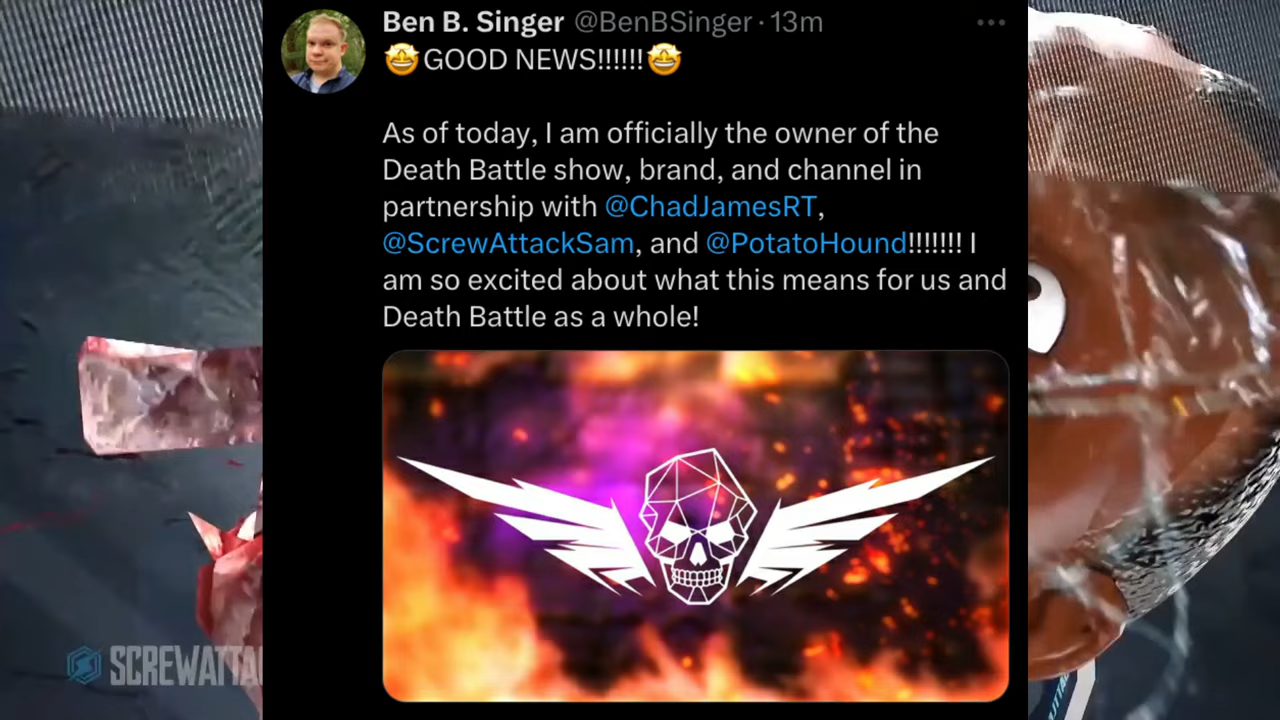 Ben B. Singer @BenBSinger · 13m
🤩GOOD NEWS!!!!!!🤩
As of today, I am officially the owner of the
Death Battle show, brand, and channel in
partnership with @ChadJamesRT,
@ScrewAttackSam, and @PotatoHound!!!!!!! I
am so excited about what this means for us and
Death Battle as a whole!
SCREWATTA